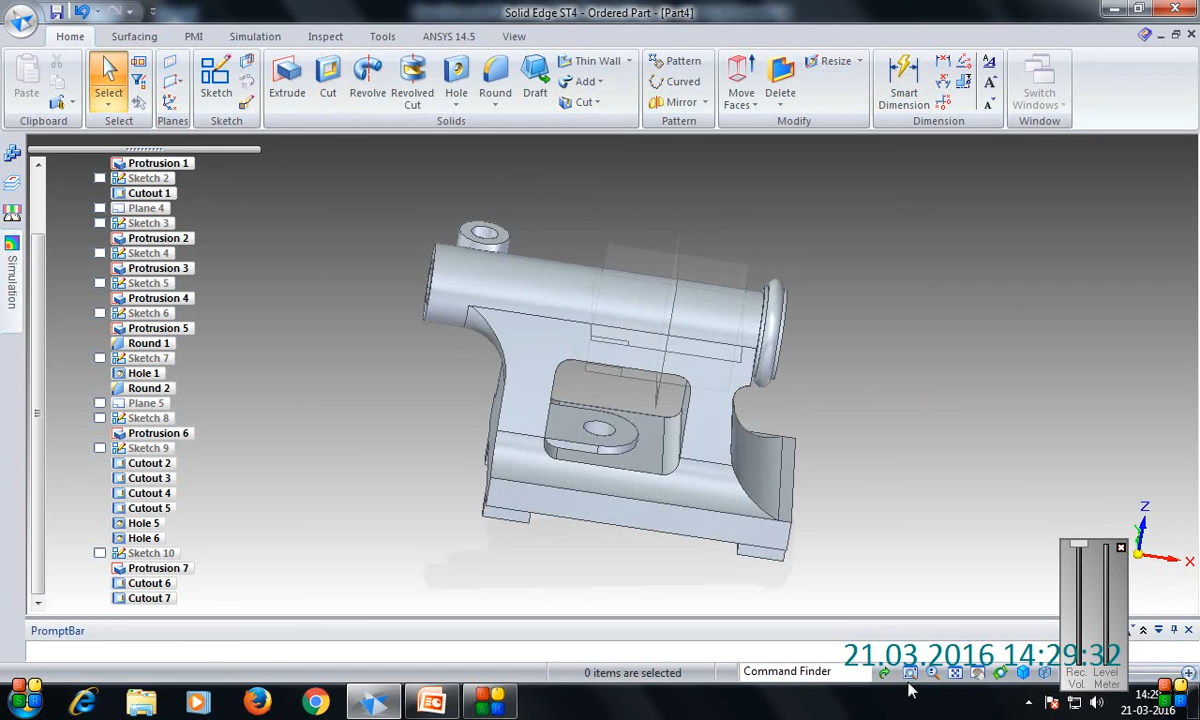 Solid Edge ST4 - Ordered Part - [Part4]
Home Surfacing PMI Simulation Inspect Tools ANSYS 14.5 View
Paste
Clipboard
Select
Select
Planes
Sketch
Sketch
Extrude Cut Revolve Revolved Cut Hole Round Draft
Thin Wall
Add
Cut
Solids
Pattern
Curved
Mirror
Pattern
Move Faces Delete
Resize
Modify
Smart Dimension
Dimension
Switch Windows
Window
Simulation
Protrusion 1
Sketch 2
Cutout 1
Plane 4
Sketch 3
Protrusion 2
Sketch 4
Protrusion 3
Sketch 5
Protrusion 4
Sketch 6
Protrusion 5
Round 1
Sketch 7
Hole 1
Round 2
Plane 5
Sketch 8
Protrusion 6
Sketch 9
Cutout 2
Cutout 3
Cutout 4
Cutout 5
Hole 5
Hole 6
Sketch 10
Protrusion 7
Cutout 6
Cutout 7
Z
X
PromptBar
21.03.2016 14:29:32
0 items are selected
Command Finder
Rec. Level
Vol. Meter
14:29
21-03-2016